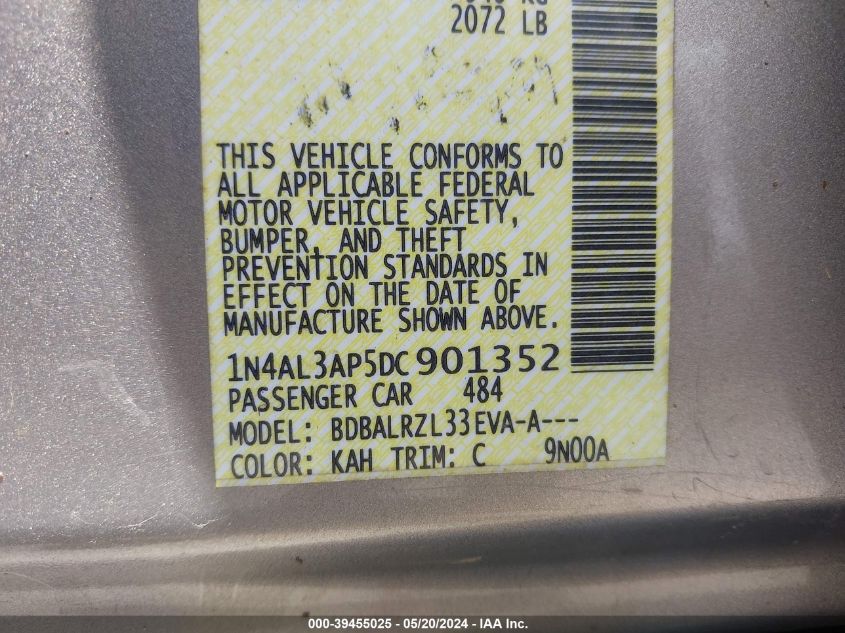 2072 LB
THIS VEHICLE CONFORMS TO
ALL APPLICABLE FEDERAL
MOTOR VEHICLE SAFETY,
BUMPER, AND THEFT
PREVENTION STANDARDS IN
EFFECT ON THE DATE OF
MANUFACTURE SHOWN ABOVE.
1N4AL3AP5DC901352
PASSENGER CAR 484
MODEL: BDBALRZL33EVA-A---
COLOR: KAH TRIM: C 9N00A
000-39455025 - 05/20/2024 - IAA Inc.